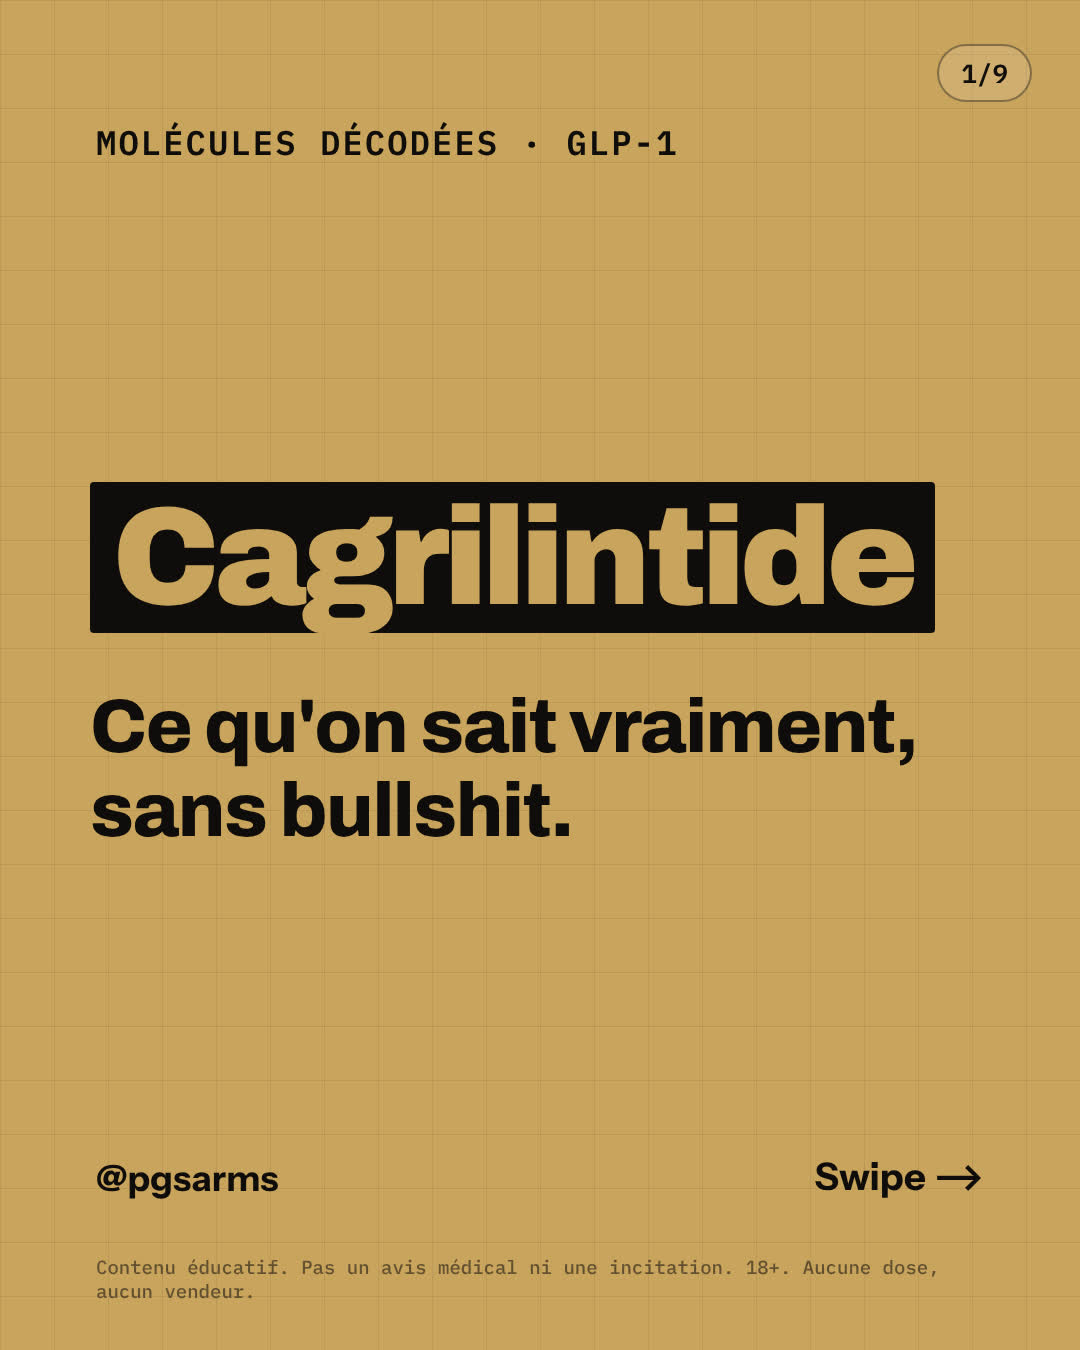 1/9
MOLÉCULES DÉCODÉES · GLP-1
Cagrilintide
Ce qu'on sait vraiment,
sans bullshit.
@pgsarms
Swipe →
Contenu éducatif. Pas un avis médical ni une incitation. 18+. Aucune dose,
aucun vendeur.